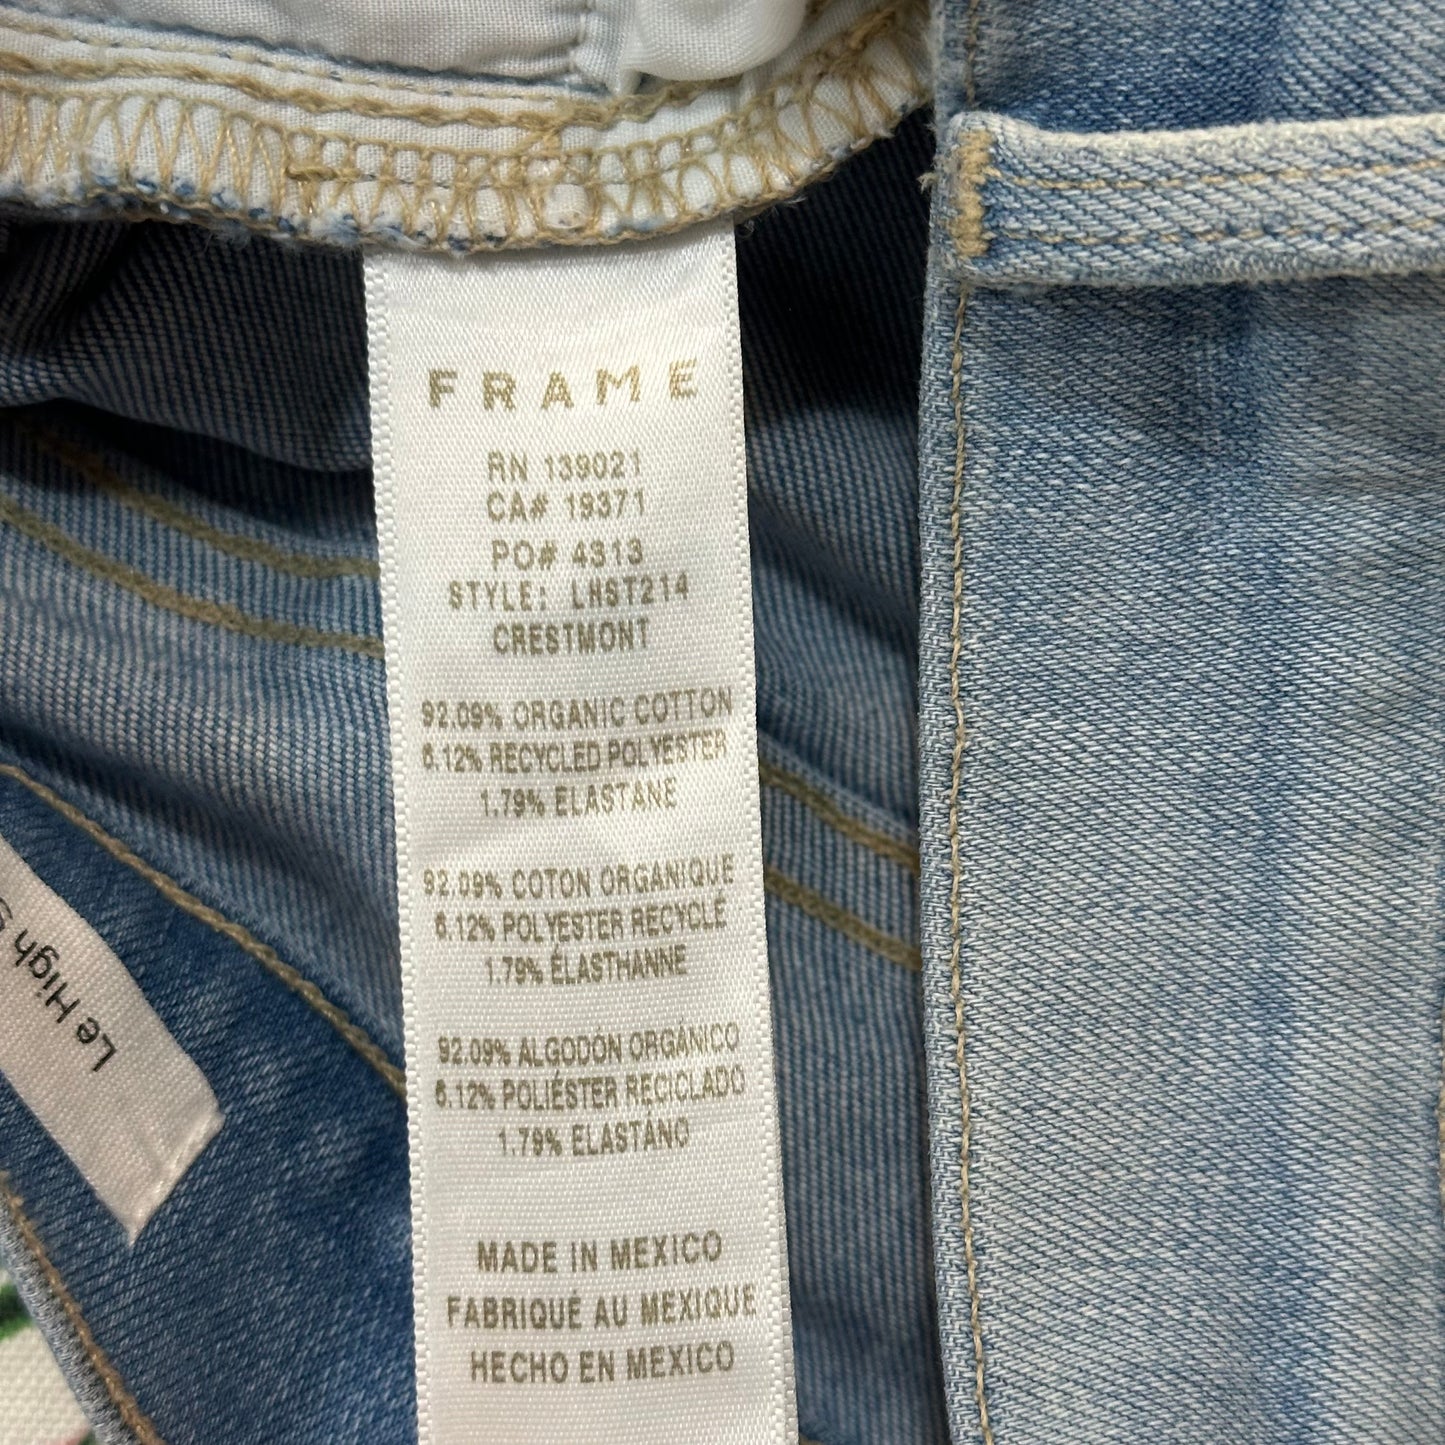 FRAME
RN 139021
CA# 19371
PO# 4313
STYLE: LHST214
CRESTMONT
92.09% ORGANIC COTTON
6.12% RECYCLED POLYESTER
1.79% ELASTANE
92.09% COTON ORGANIQUE
6.12% POLYESTER RECYCLÉ
1.79% ÉLASTHANNE
92.09% ALGODÓN ORGÁNICO
6.12% POLIÉSTER RECICLADO
1.79% ELASTÁNO
MADE IN MEXICO
FABRIQUÉ AU MEXIQUE
HECHO EN MEXICO
Le High